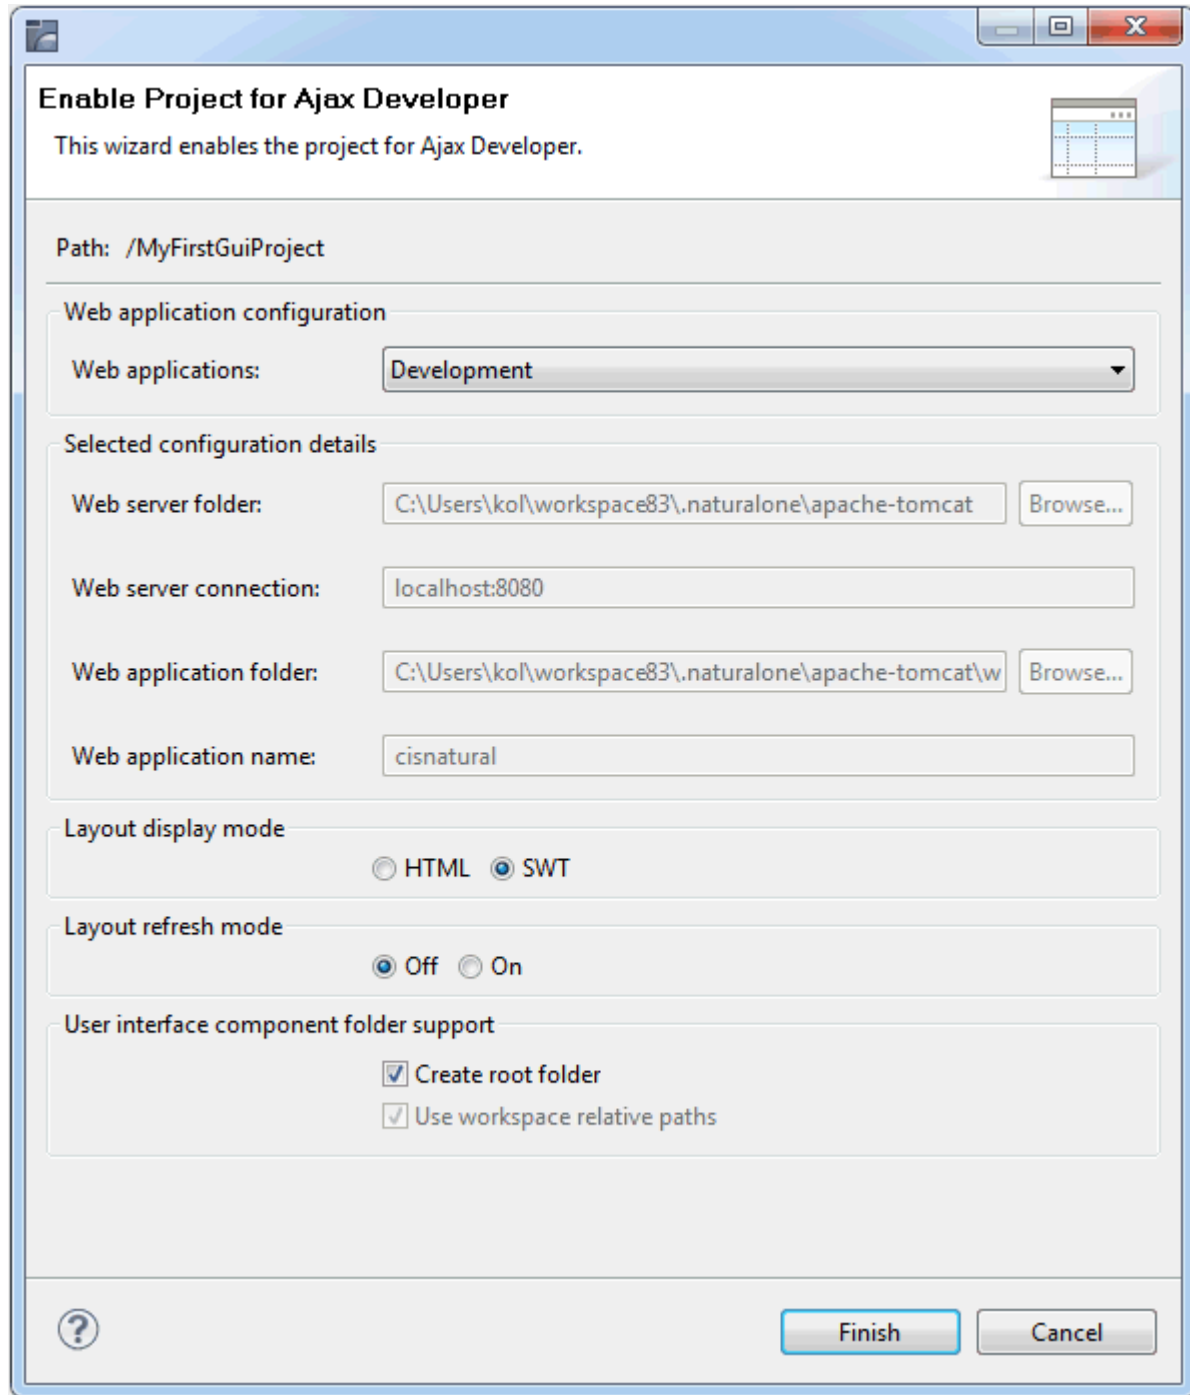 Enable Project for Ajax Developer
This wizard enables the project for Ajax Developer.
Path: /MyFirstGuiProject
Web application configuration
Web applications: Development
Selected configuration details
Web server folder: C:\Users\kol\workspace83\.naturalone\apache-tomcat Browse...
Web server connection: localhost:8080
Web application folder: C:\Users\kol\workspace83\.naturalone\apache-tomcat\w Browse...
Web application name: cisnatural
Layout display mode
HTML SWT
Layout refresh mode
Off On
User interface component folder support
Create root folder
Use workspace relative paths
? Finish Cancel